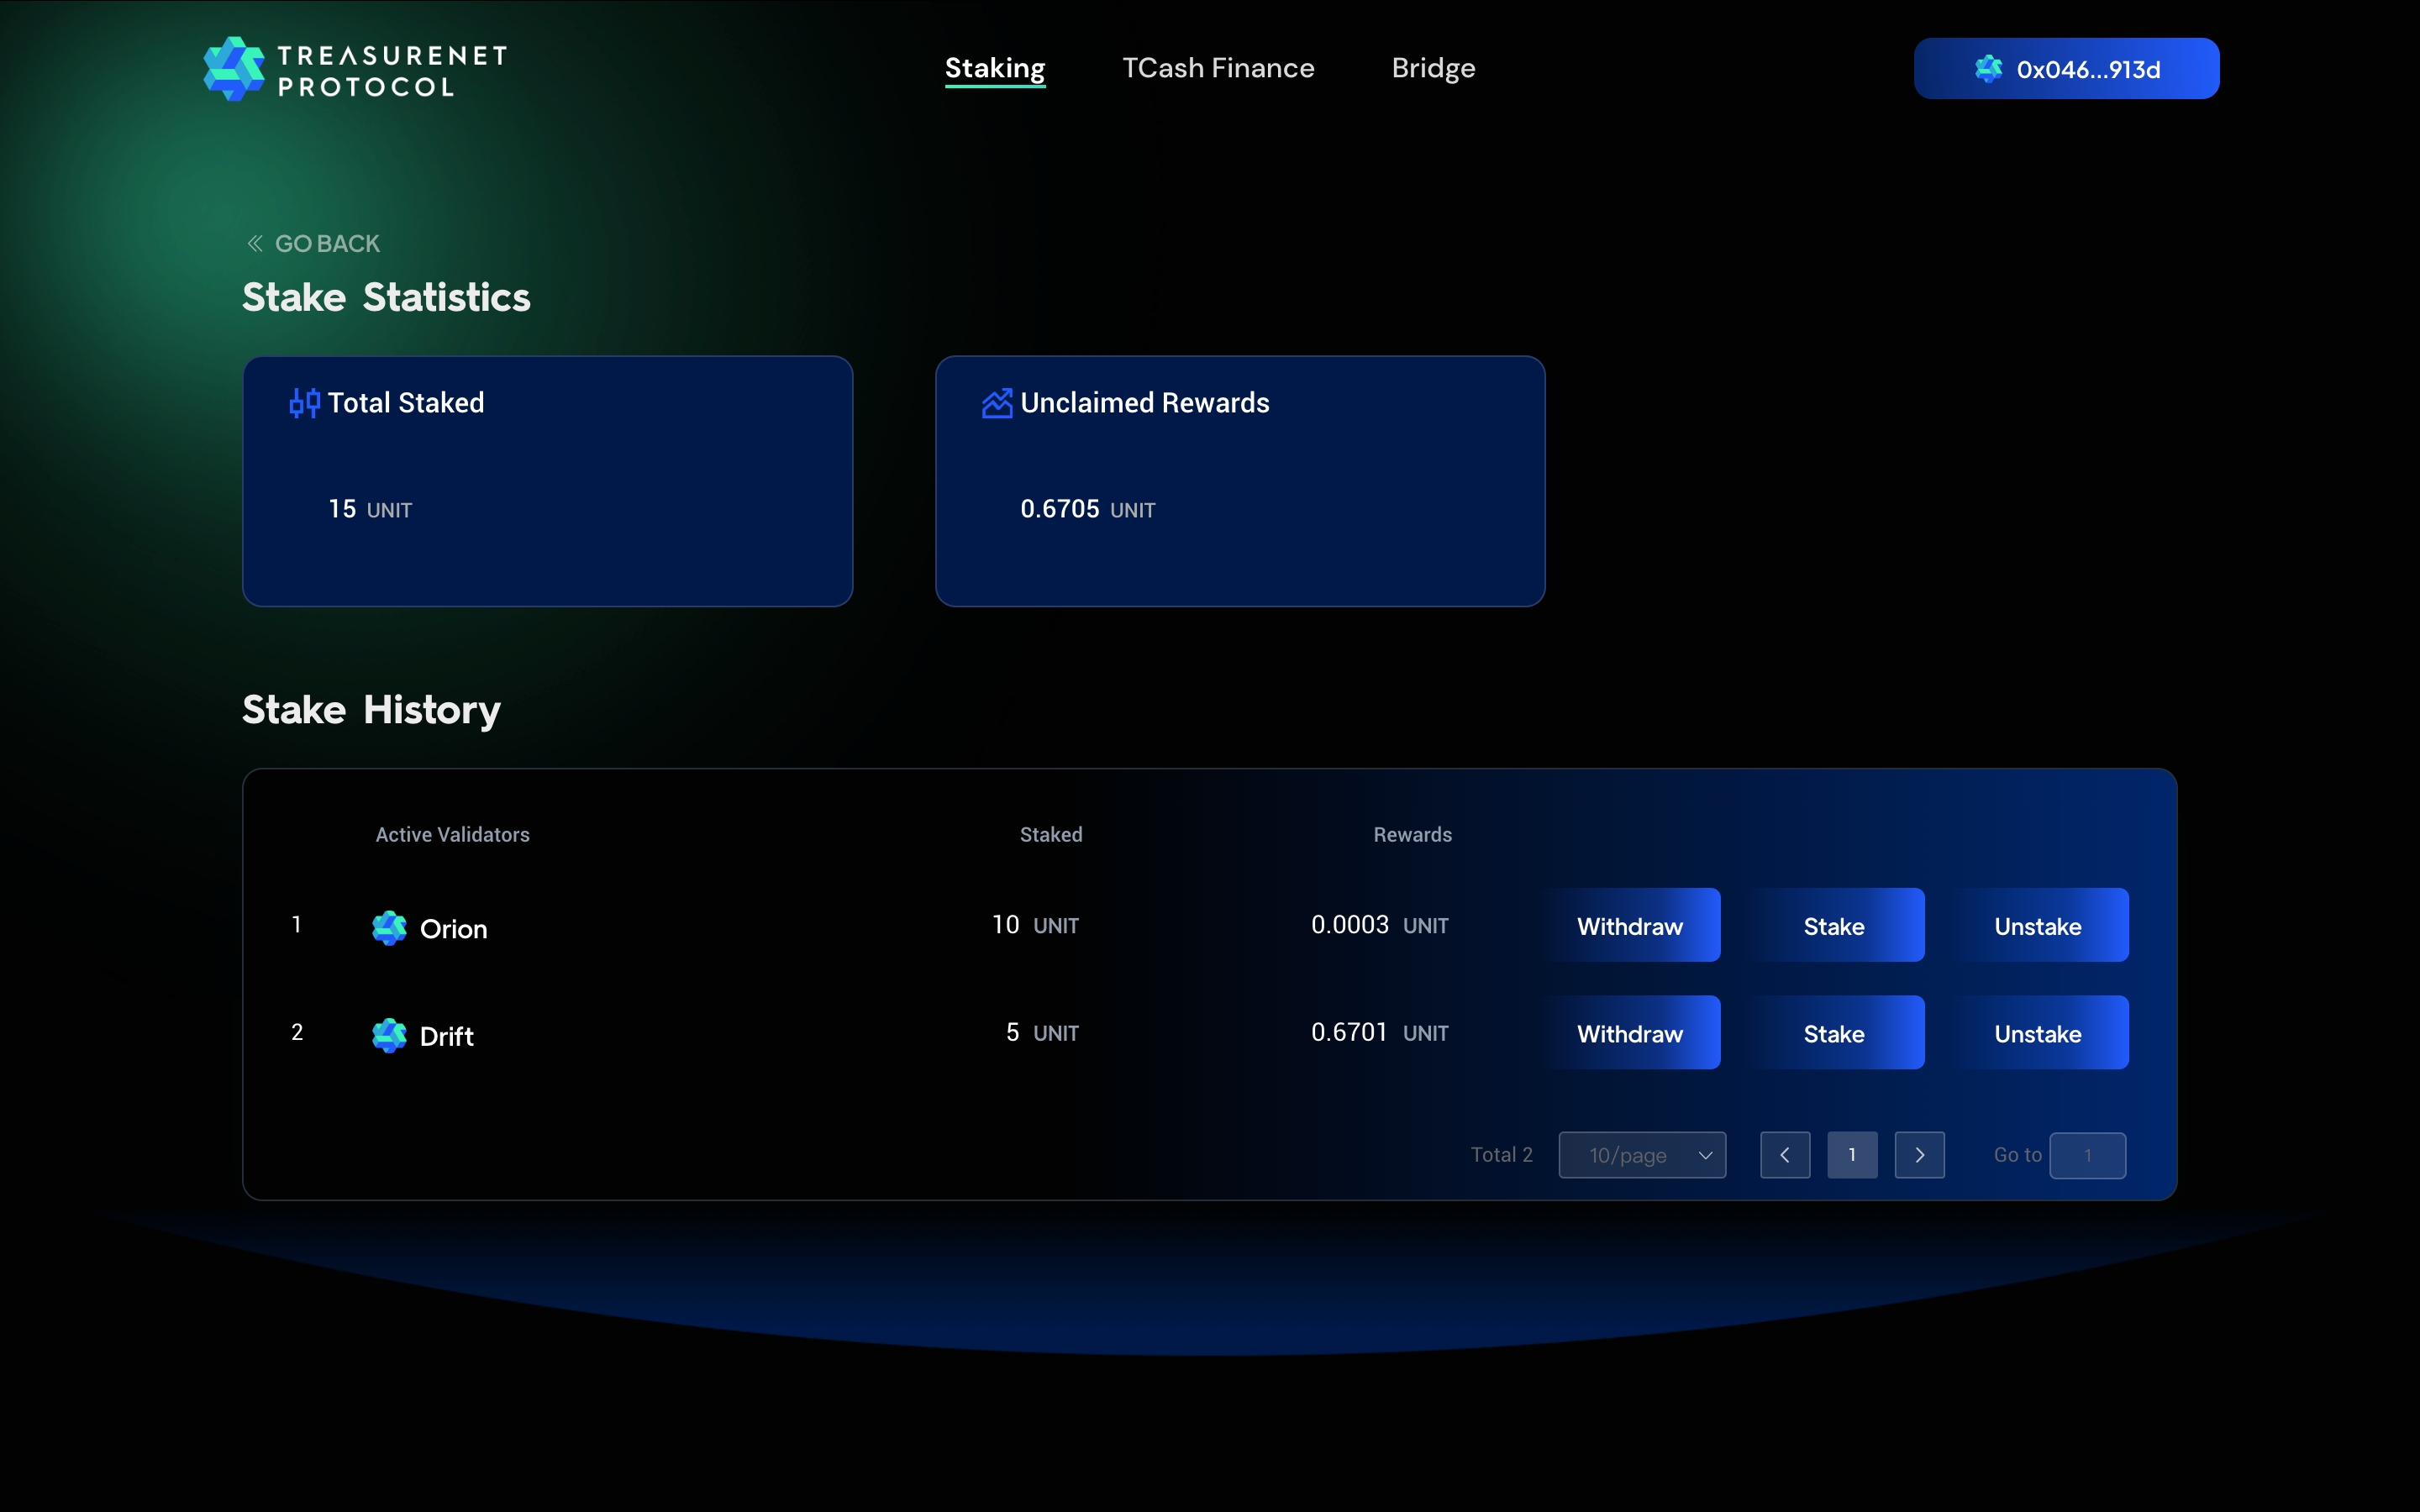 TREASURENET
PROTOCOL
Staking
TCash Finance
Bridge
0x046...913d
GO BACK
Stake Statistics
Total Staked
15 UNIT
Unclaimed Rewards
0.6705 UNIT
Stake History
Active Validators Staked Rewards
1 Orion 10 UNIT 0.0003 UNIT Withdraw Stake Unstake
2 Drift 5 UNIT 0.6701 UNIT Withdraw Stake Unstake
Total 2 10/page 1 Go to 1